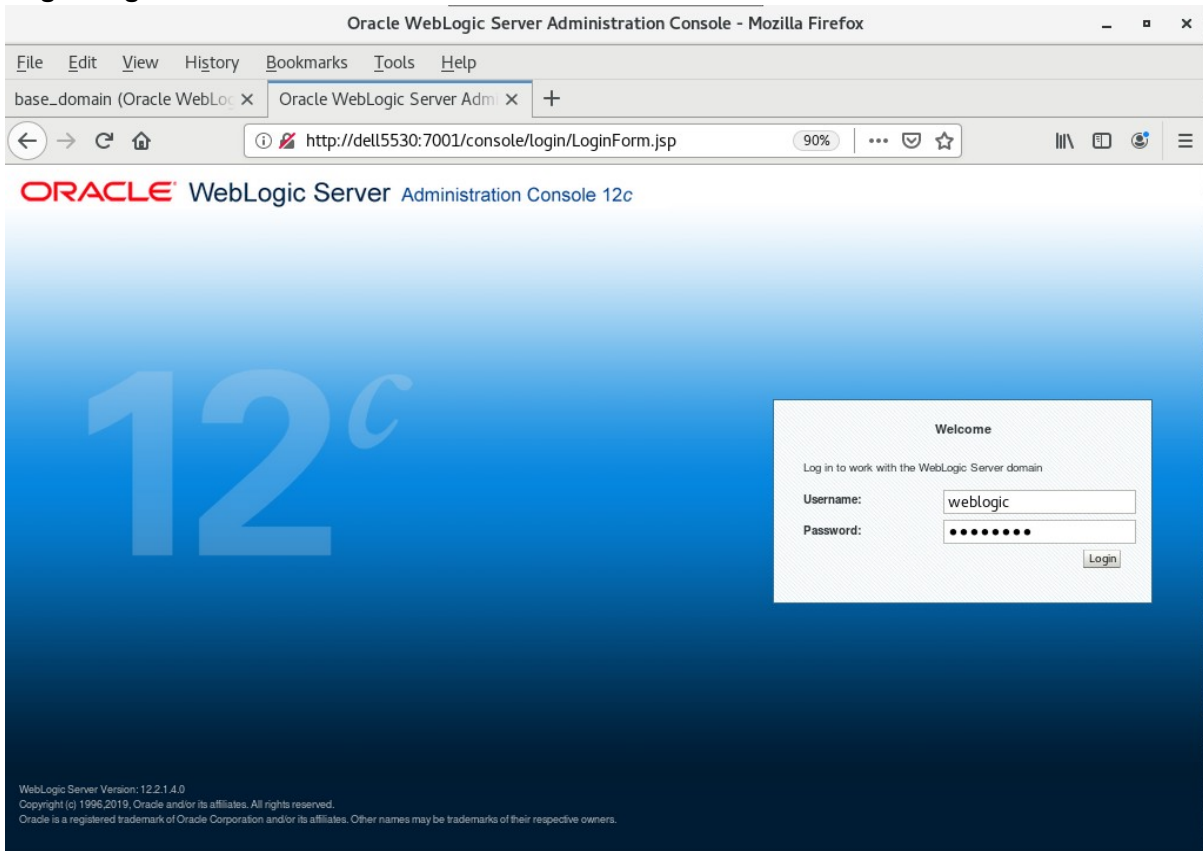 Oracle WebLogic Server Administration Console - Mozilla Firefox
File Edit View History Bookmarks Tools Help
base_domain (Oracle WebLog Oracle WebLogic Server Admi
http://dell5530:7001/console/login/LoginForm.jsp 90%
ORACLE WebLogic Server Administration Console 12c
12c
Welcome
Log in to work with the WebLogic Server domain
Username: weblogic
Password: ●●●●●●●●
Login
WebLogic Server Version: 12.2.1.4.0
Copyright (c) 1996,2019, Oracle and/or its affiliates. All rights reserved.
Oracle is a registered trademark of Oracle Corporation and/or its affiliates. Other names may be trademarks of their respective owners.